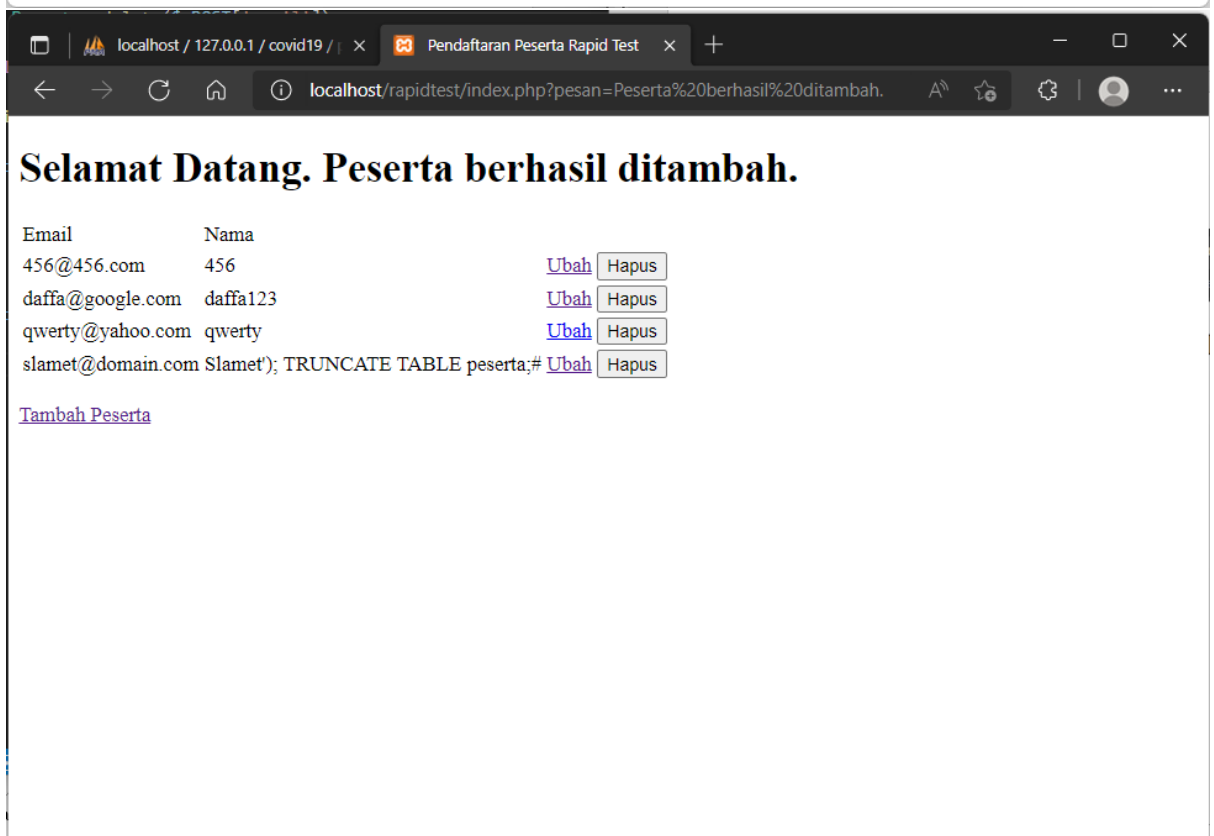 localhost / 127.0.0.1 / covid19 / p
Pendaftaran Peserta Rapid Test
localhost/rapidtest/index.php?pesan=Peserta%20berhasil%20ditambah.
Selamat Datang. Peserta berhasil ditambah.
Email Nama
456@456.com 456 Ubah Hapus
daffa@google.com daffa123 Ubah Hapus
qwerty@yahoo.com qwerty Ubah Hapus
slamet@domain.com Slamet'); TRUNCATE TABLE peserta;# Ubah Hapus
Tambah Peserta